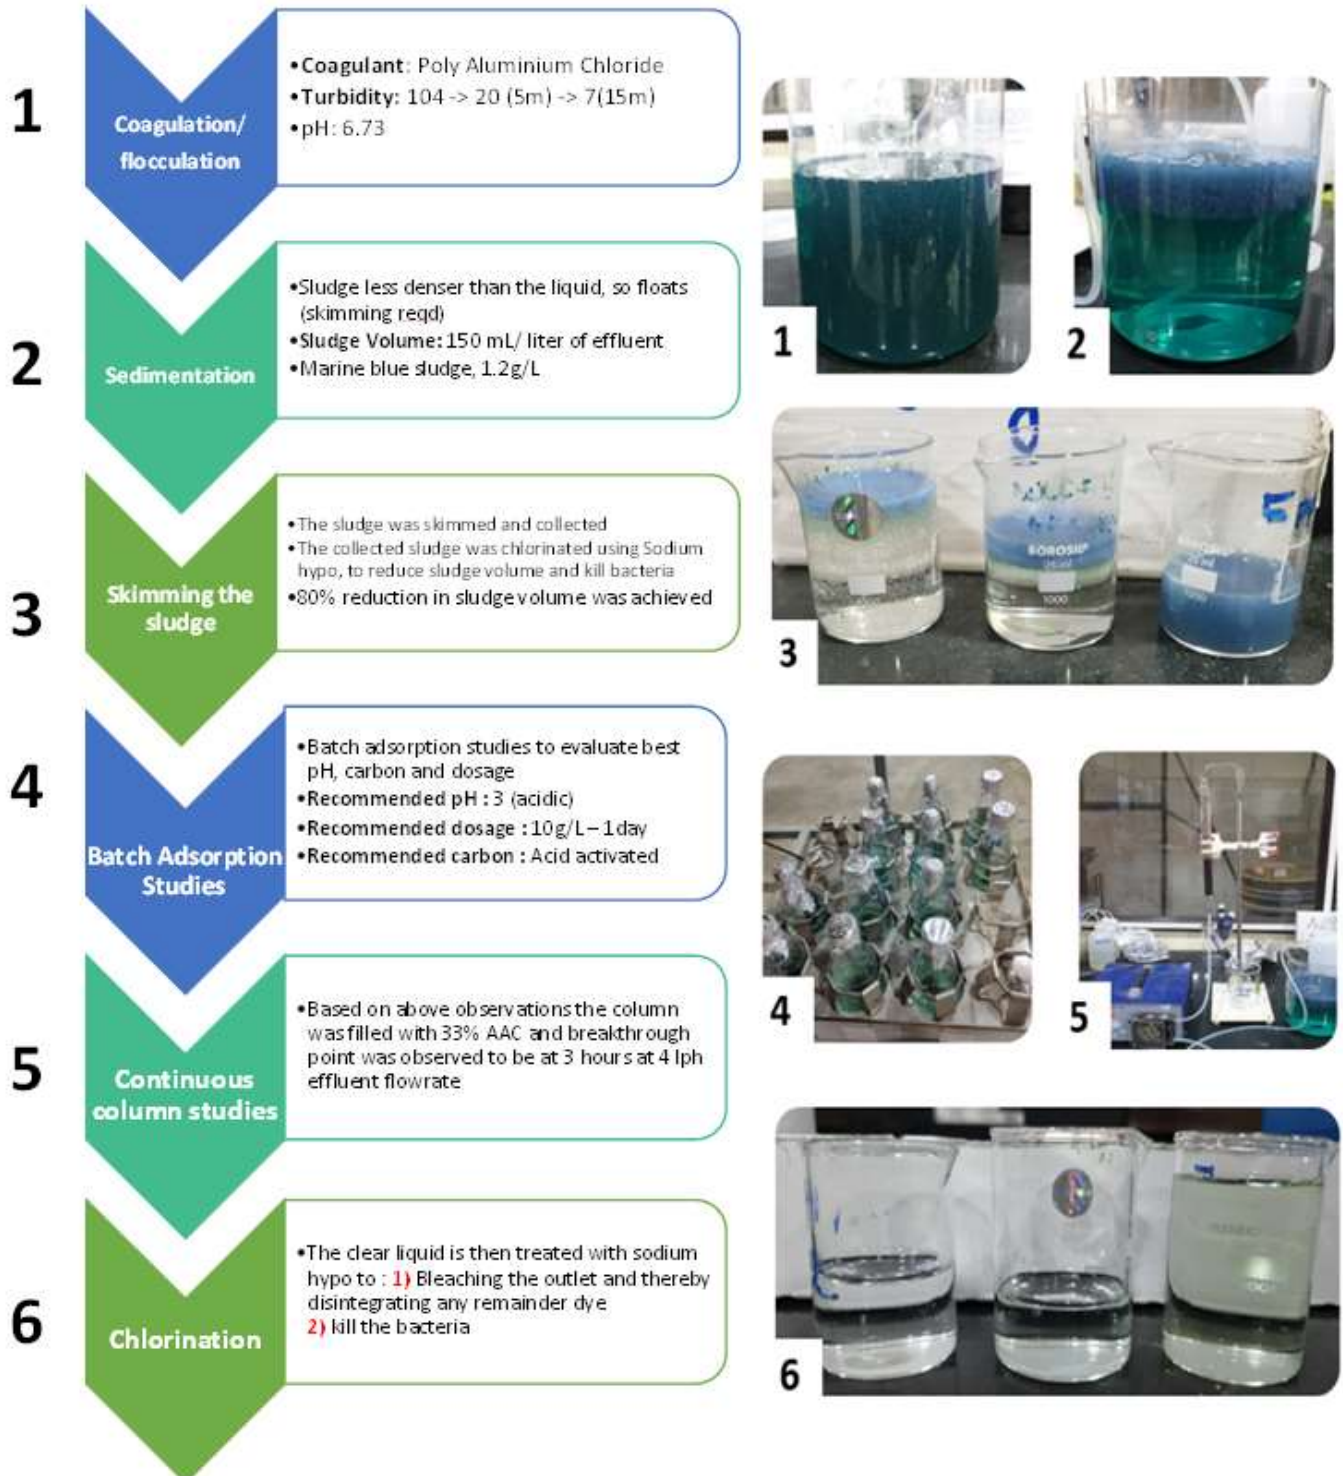 1
Coagulation/
flocculation
•Coagulant: Poly Aluminium Chloride
•Turbidity: 104 -> 20 (5m) -> 7(15m)
•pH: 6.73
1
2
2
Sedimentation
•Sludge less denser than the liquid, so floats
(skimming reqd)
•Sludge Volume: 150 mL/ liter of effluent
•Marine blue sludge, 1.2g/L
3
Skimming the
sludge
•The sludge was skimmed and collected
•The collected sludge was chlorinated using Sodium
hypo, to reduce sludge volume and kill bacteria
•80% reduction in sludge volume was achieved
BOROSIL
1000
3
4
Batch Adsorption
Studies
•Batch adsorption studies to evaluate best
pH, carbon and dosage
•Recommended pH : 3 (acidic)
•Recommended dosage : 10g/L – 1day
•Recommended carbon : Acid activated
4
5
5
Continuous
column studies
•Based on above observations the column
was filled with 33% AAC and breakthrough
point was observed to be at 3 hours at 4 lph
effluent flowrate
6
Chlorination
•The clear liquid is then treated with sodium
hypo to : 1) Bleaching the outlet and thereby
disintegrating any remainder dye
2) kill the bacteria
6